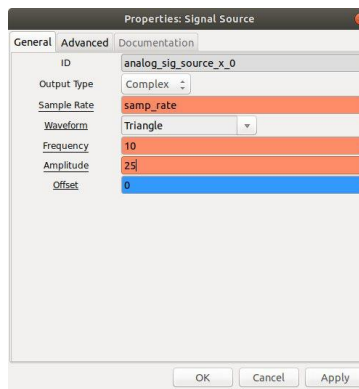 Properties: Signal Source
General Advanced Documentation
ID analog_sig_source_x_0
Output Type Complex
Sample Rate samp_rate
Waveform Triangle
Frequency 10
Amplitude 25
Offset 0
OK Cancel Apply